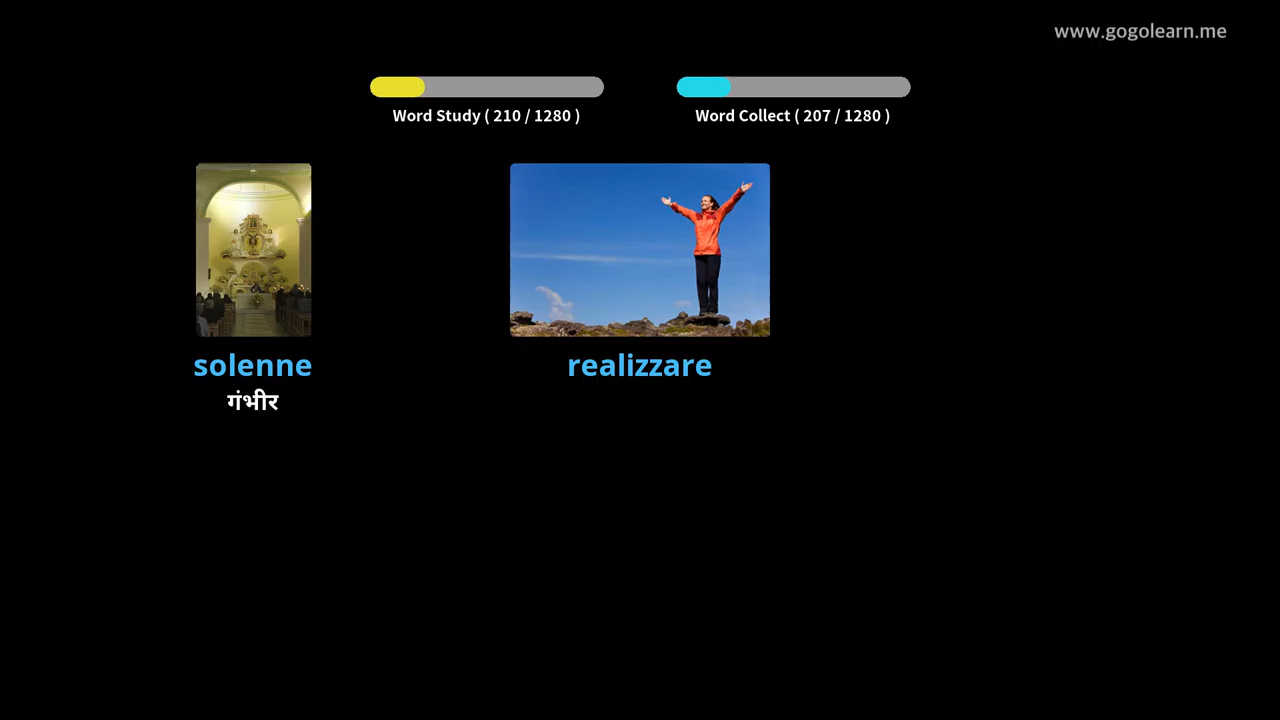 www.gogolearn.me
Word Study ( 210 / 1280 )
Word Collect ( 207 / 1280 )
solenne
realizzare
गंभीर